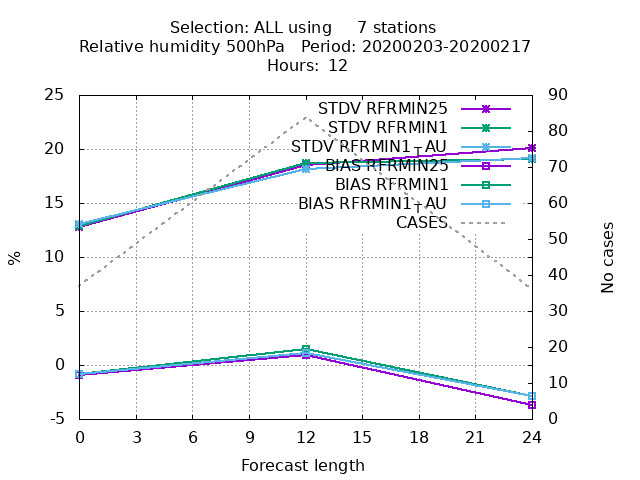 Selection: ALL using 7 stations
Relative humidity 500hPa Period: 20200203-20200217
Hours: 12
STDV RFRMIN25
STDV RFRMIN1
STDV RFRMIN1_AU
BIAS RFRMIN25
BIAS RFRMIN1
BIAS RFRMIN1_AU
CASES
%
25
20
15
10
5
0
-5
No cases
90
80
70
60
50
40
30
20
10
0
0 3 6 9 12 15 18 21 24
Forecast length